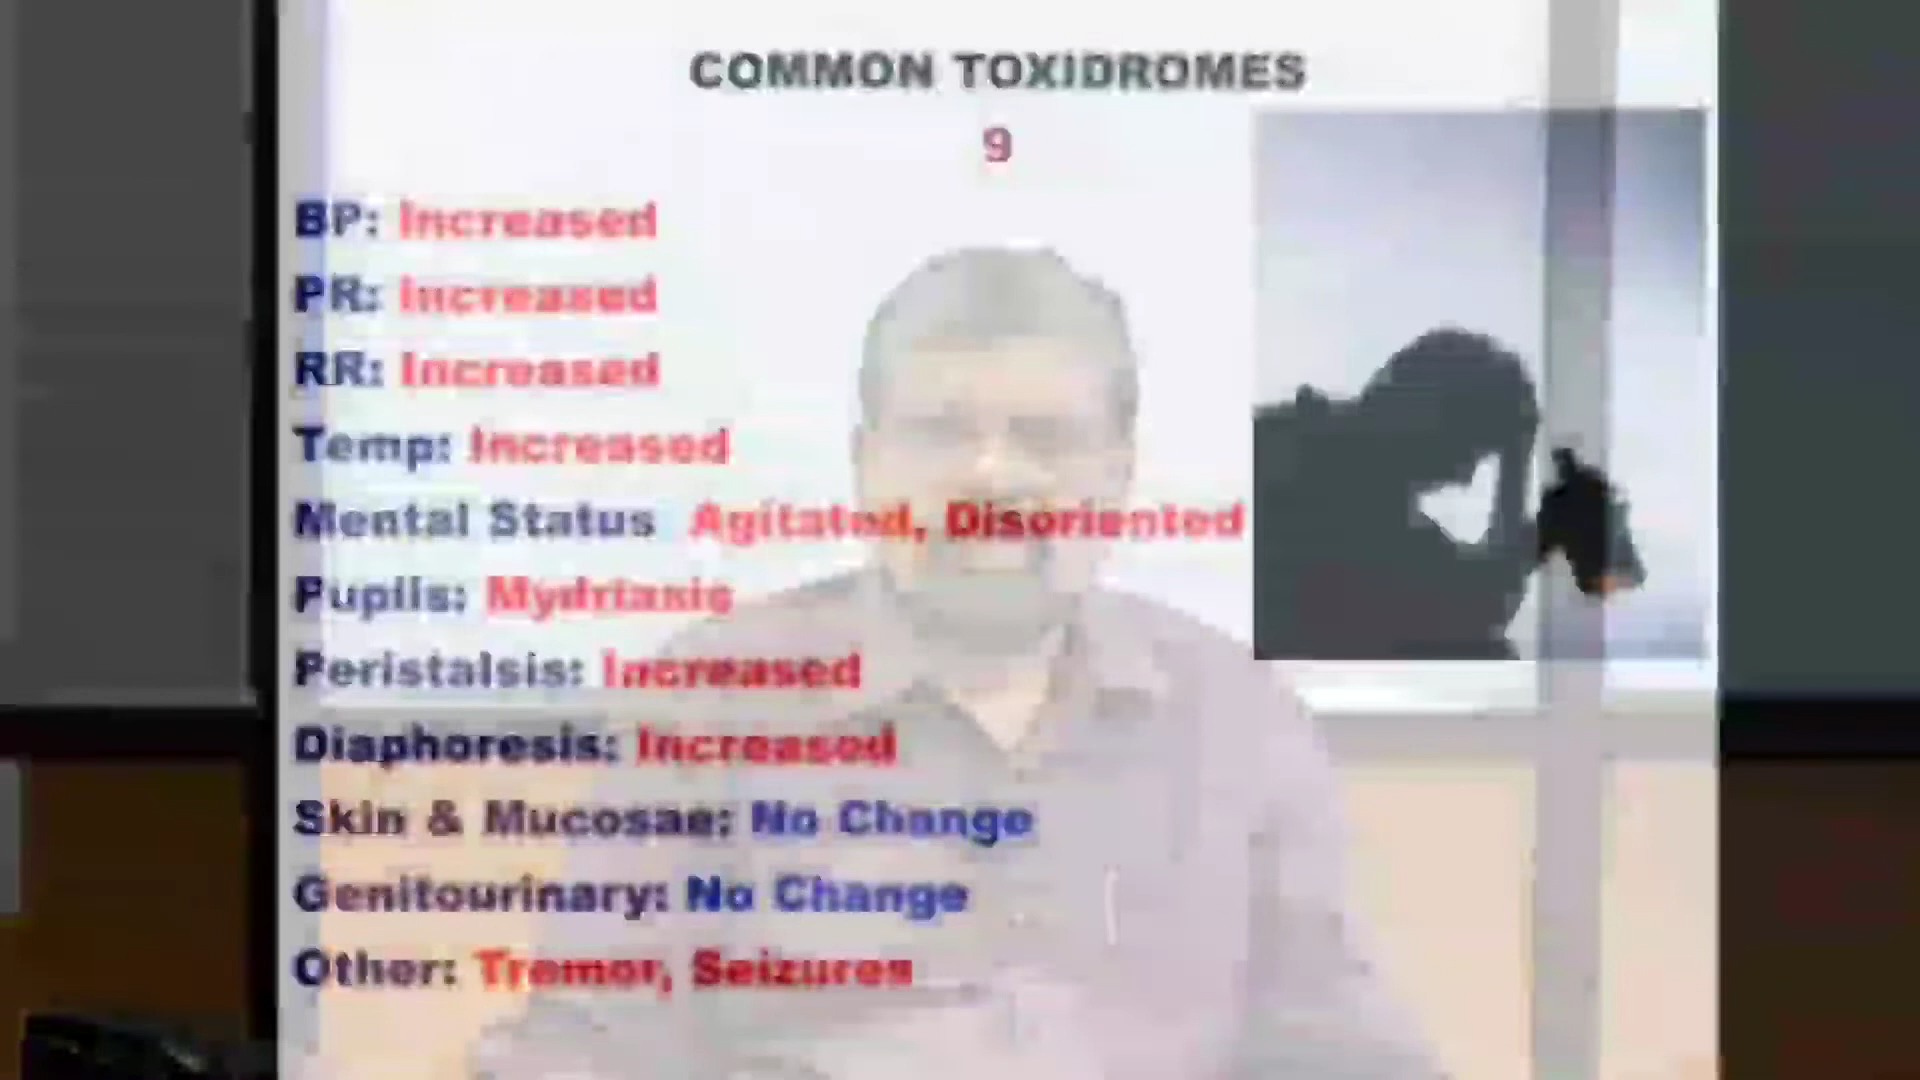 COMMON TOXIDROMES
9
BP: Increased
PR: Increased
RR: Increased
Temp: Increased
Mental Status Agitated, Disoriented
Pupils: Mydriasis
Peristalsis: Increased
Diaphoresis: Increased
Skin & Mucosae: No Change
Genitourinary: No Change
Other: Tremor, Seizures